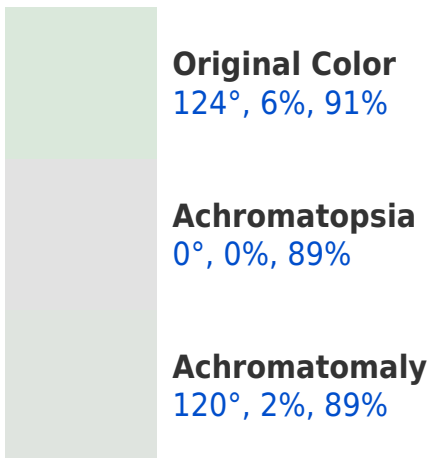 Original Color
124°, 6%, 91%
Achromatopsia
0°, 0%, 89%
Achromatomaly
120°, 2%, 89%